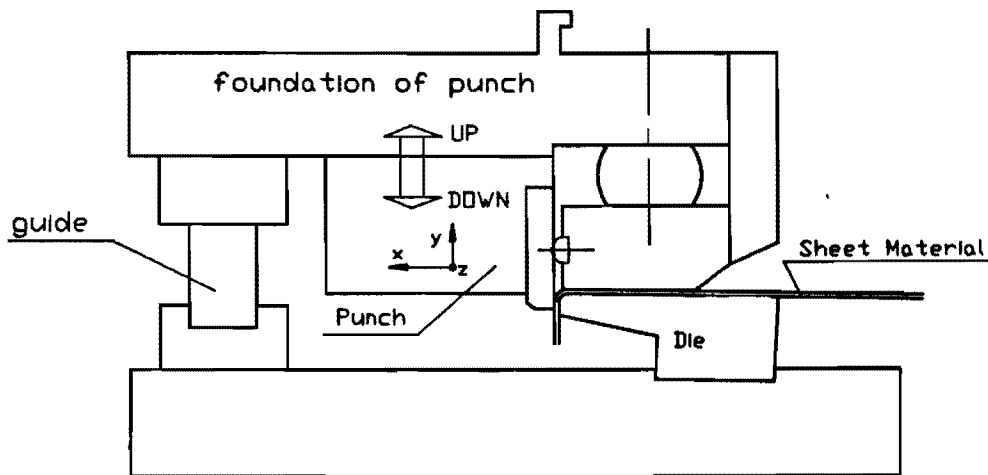 foundation of punch
UP
DOWN
guide
y
x
z
Sheet Material
Punch
Die